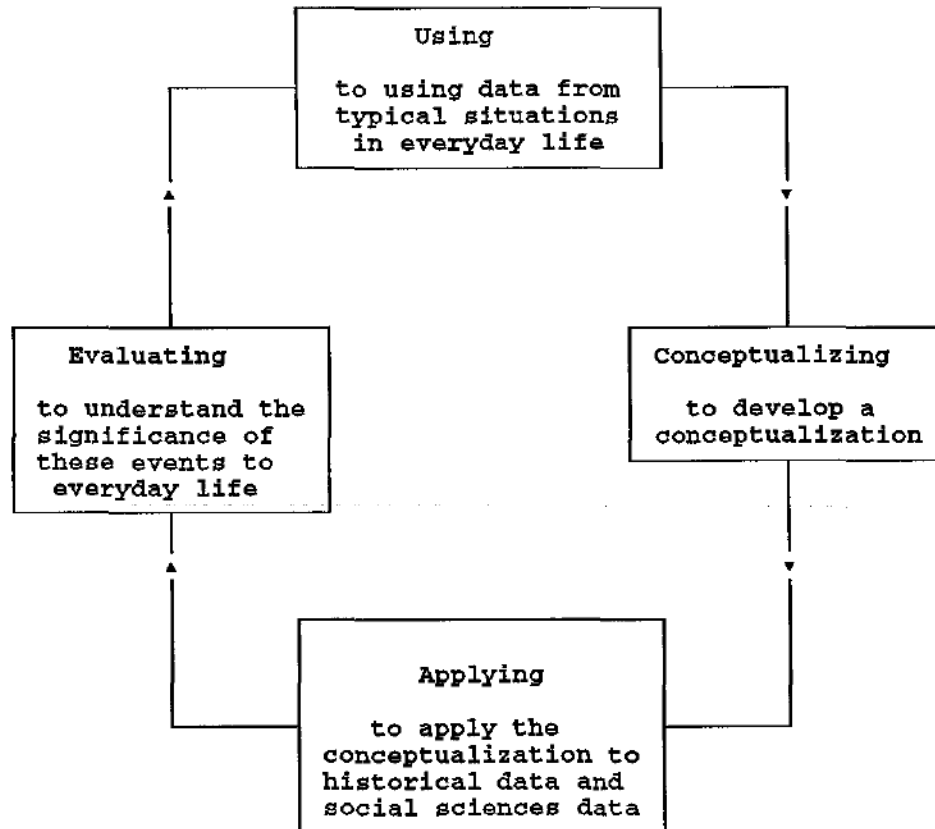 Using
to using data from
typical situations
in everyday life
Evaluating
to understand the
significance of
these events to
everyday life
Conceptualizing
to develop a
conceptualization
Applying
to apply the
conceptualization to
historical data and
social sciences data